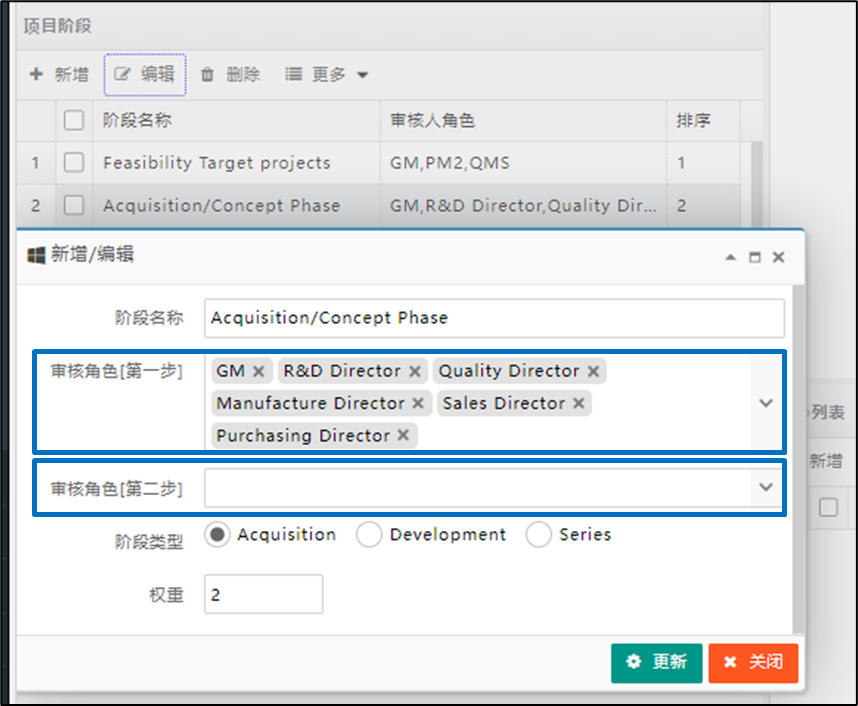 项目阶段
新增 编辑 删除 更多
阶段名称 审核人角色 排序
1 Feasibility Target projects GM,PM2,QMS 1
2 Acquisition/Concept Phase GM,R&D Director,Quality Dir... 2
新增/编辑
阶段名称 Acquisition/Concept Phase
审核角色[第一步] GM R&D Director Quality Director
Manufacture Director Sales Director
Purchasing Director
列表
新增
审核角色[第二步]
阶段类型 Acquisition Development Series
权重 2
更新 关闭